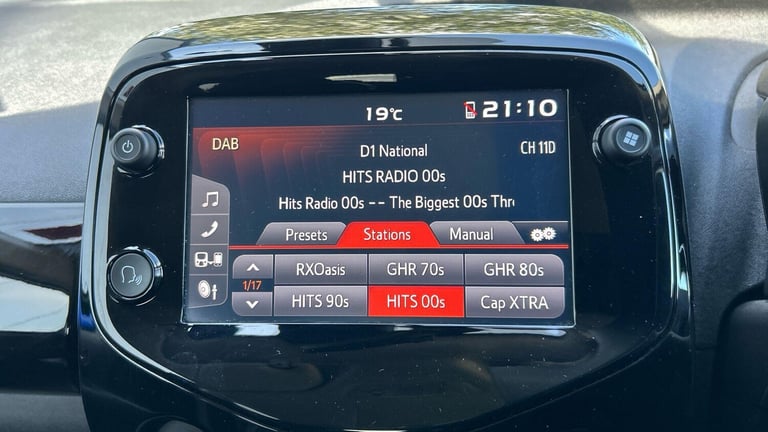 19°C 21:10
DAB
D1 National CH 11D
HITS RADIO 00s
Hits Radio 00s -- The Biggest 00s Thr
Presets Stations Manual
RXOasis GHR 70s GHR 80s
1/17
HITS 90s HITS 00s Cap XTRA